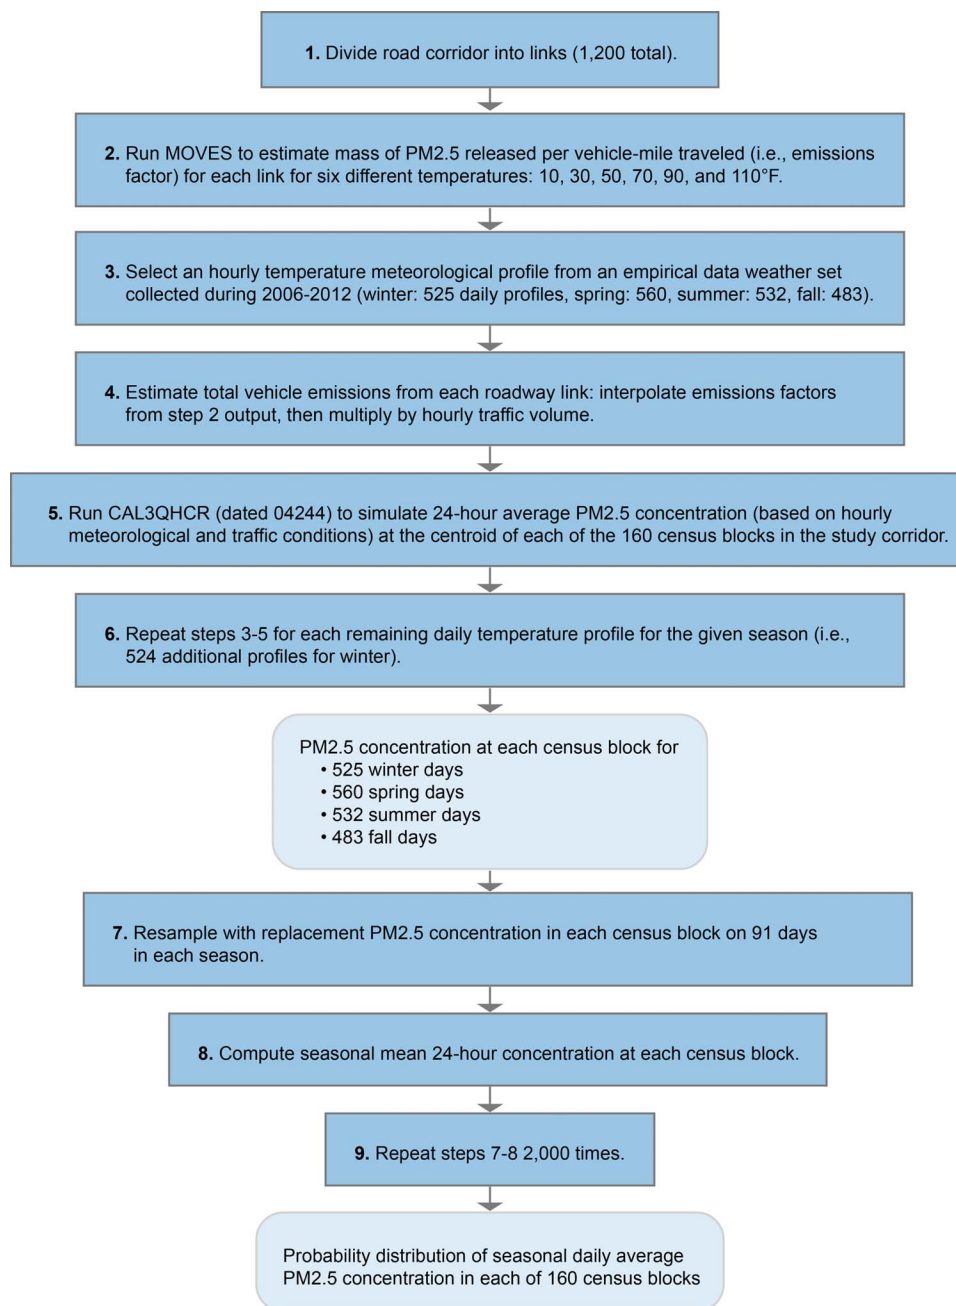 1. Divide road corridor into links (1,200 total).
2. Run MOVES to estimate mass of PM2.5 released per vehicle-mile traveled (i.e., emissions
factor) for each link for six different temperatures: 10, 30, 50, 70, 90, and 110°F.
3. Select an hourly temperature meteorological profile from an empirical data weather set
collected during 2006-2012 (winter: 525 daily profiles, spring: 560, summer: 532, fall: 483).
4. Estimate total vehicle emissions from each roadway link: interpolate emissions factors
from step 2 output, then multiply by hourly traffic volume.
5. Run CAL3QHCR (dated 04244) to simulate 24-hour average PM2.5 concentration (based on hourly
meteorological and traffic conditions) at the centroid of each of the 160 census blocks in the study corridor.
6. Repeat steps 3-5 for each remaining daily temperature profile for the given season (i.e.,
524 additional profiles for winter).
PM2.5 concentration at each census block for
• 525 winter days
• 560 spring days
• 532 summer days
• 483 fall days
7. Resample with replacement PM2.5 concentration in each census block on 91 days
in each season.
8. Compute seasonal mean 24-hour concentration at each census block.
9. Repeat steps 7-8 2,000 times.
Probability distribution of seasonal daily average
PM2.5 concentration in each of 160 census blocks